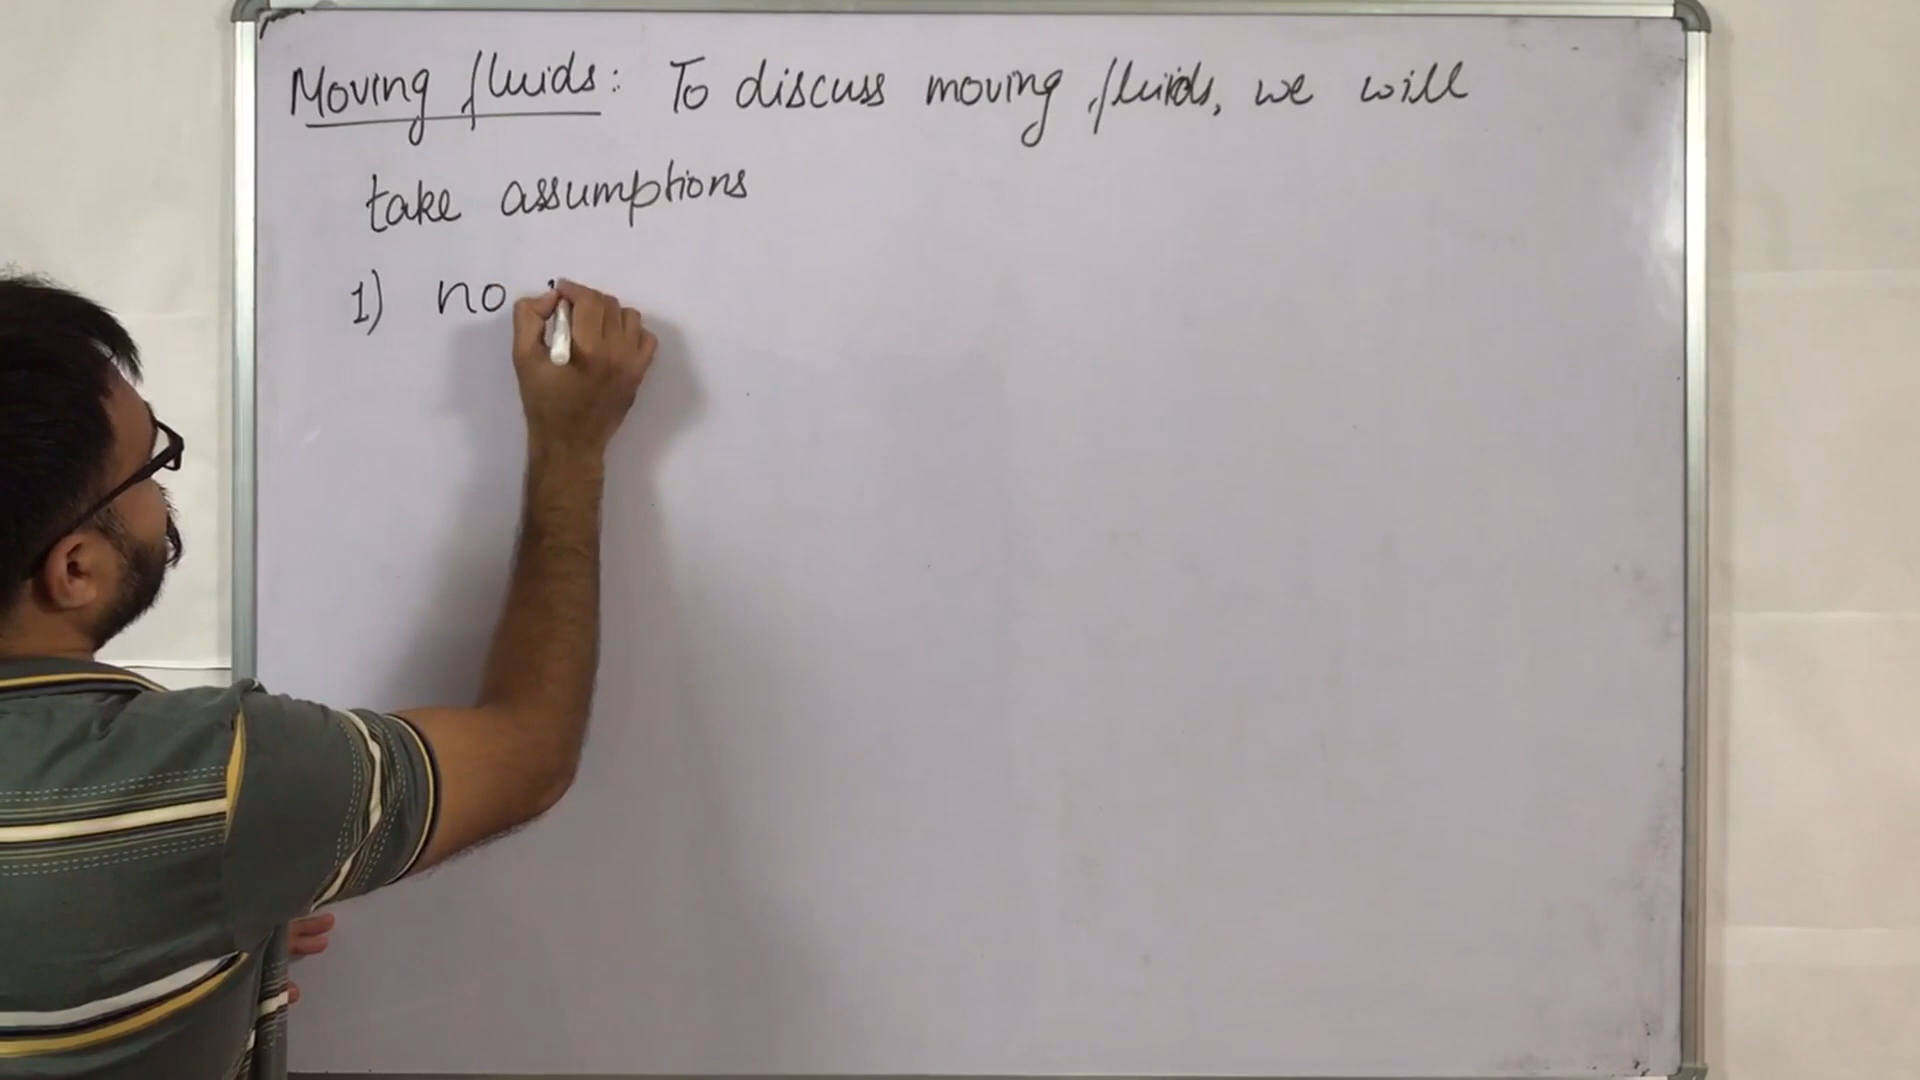 Moving fluids: To discuss moving fluids, we will
take assumptions
1) no